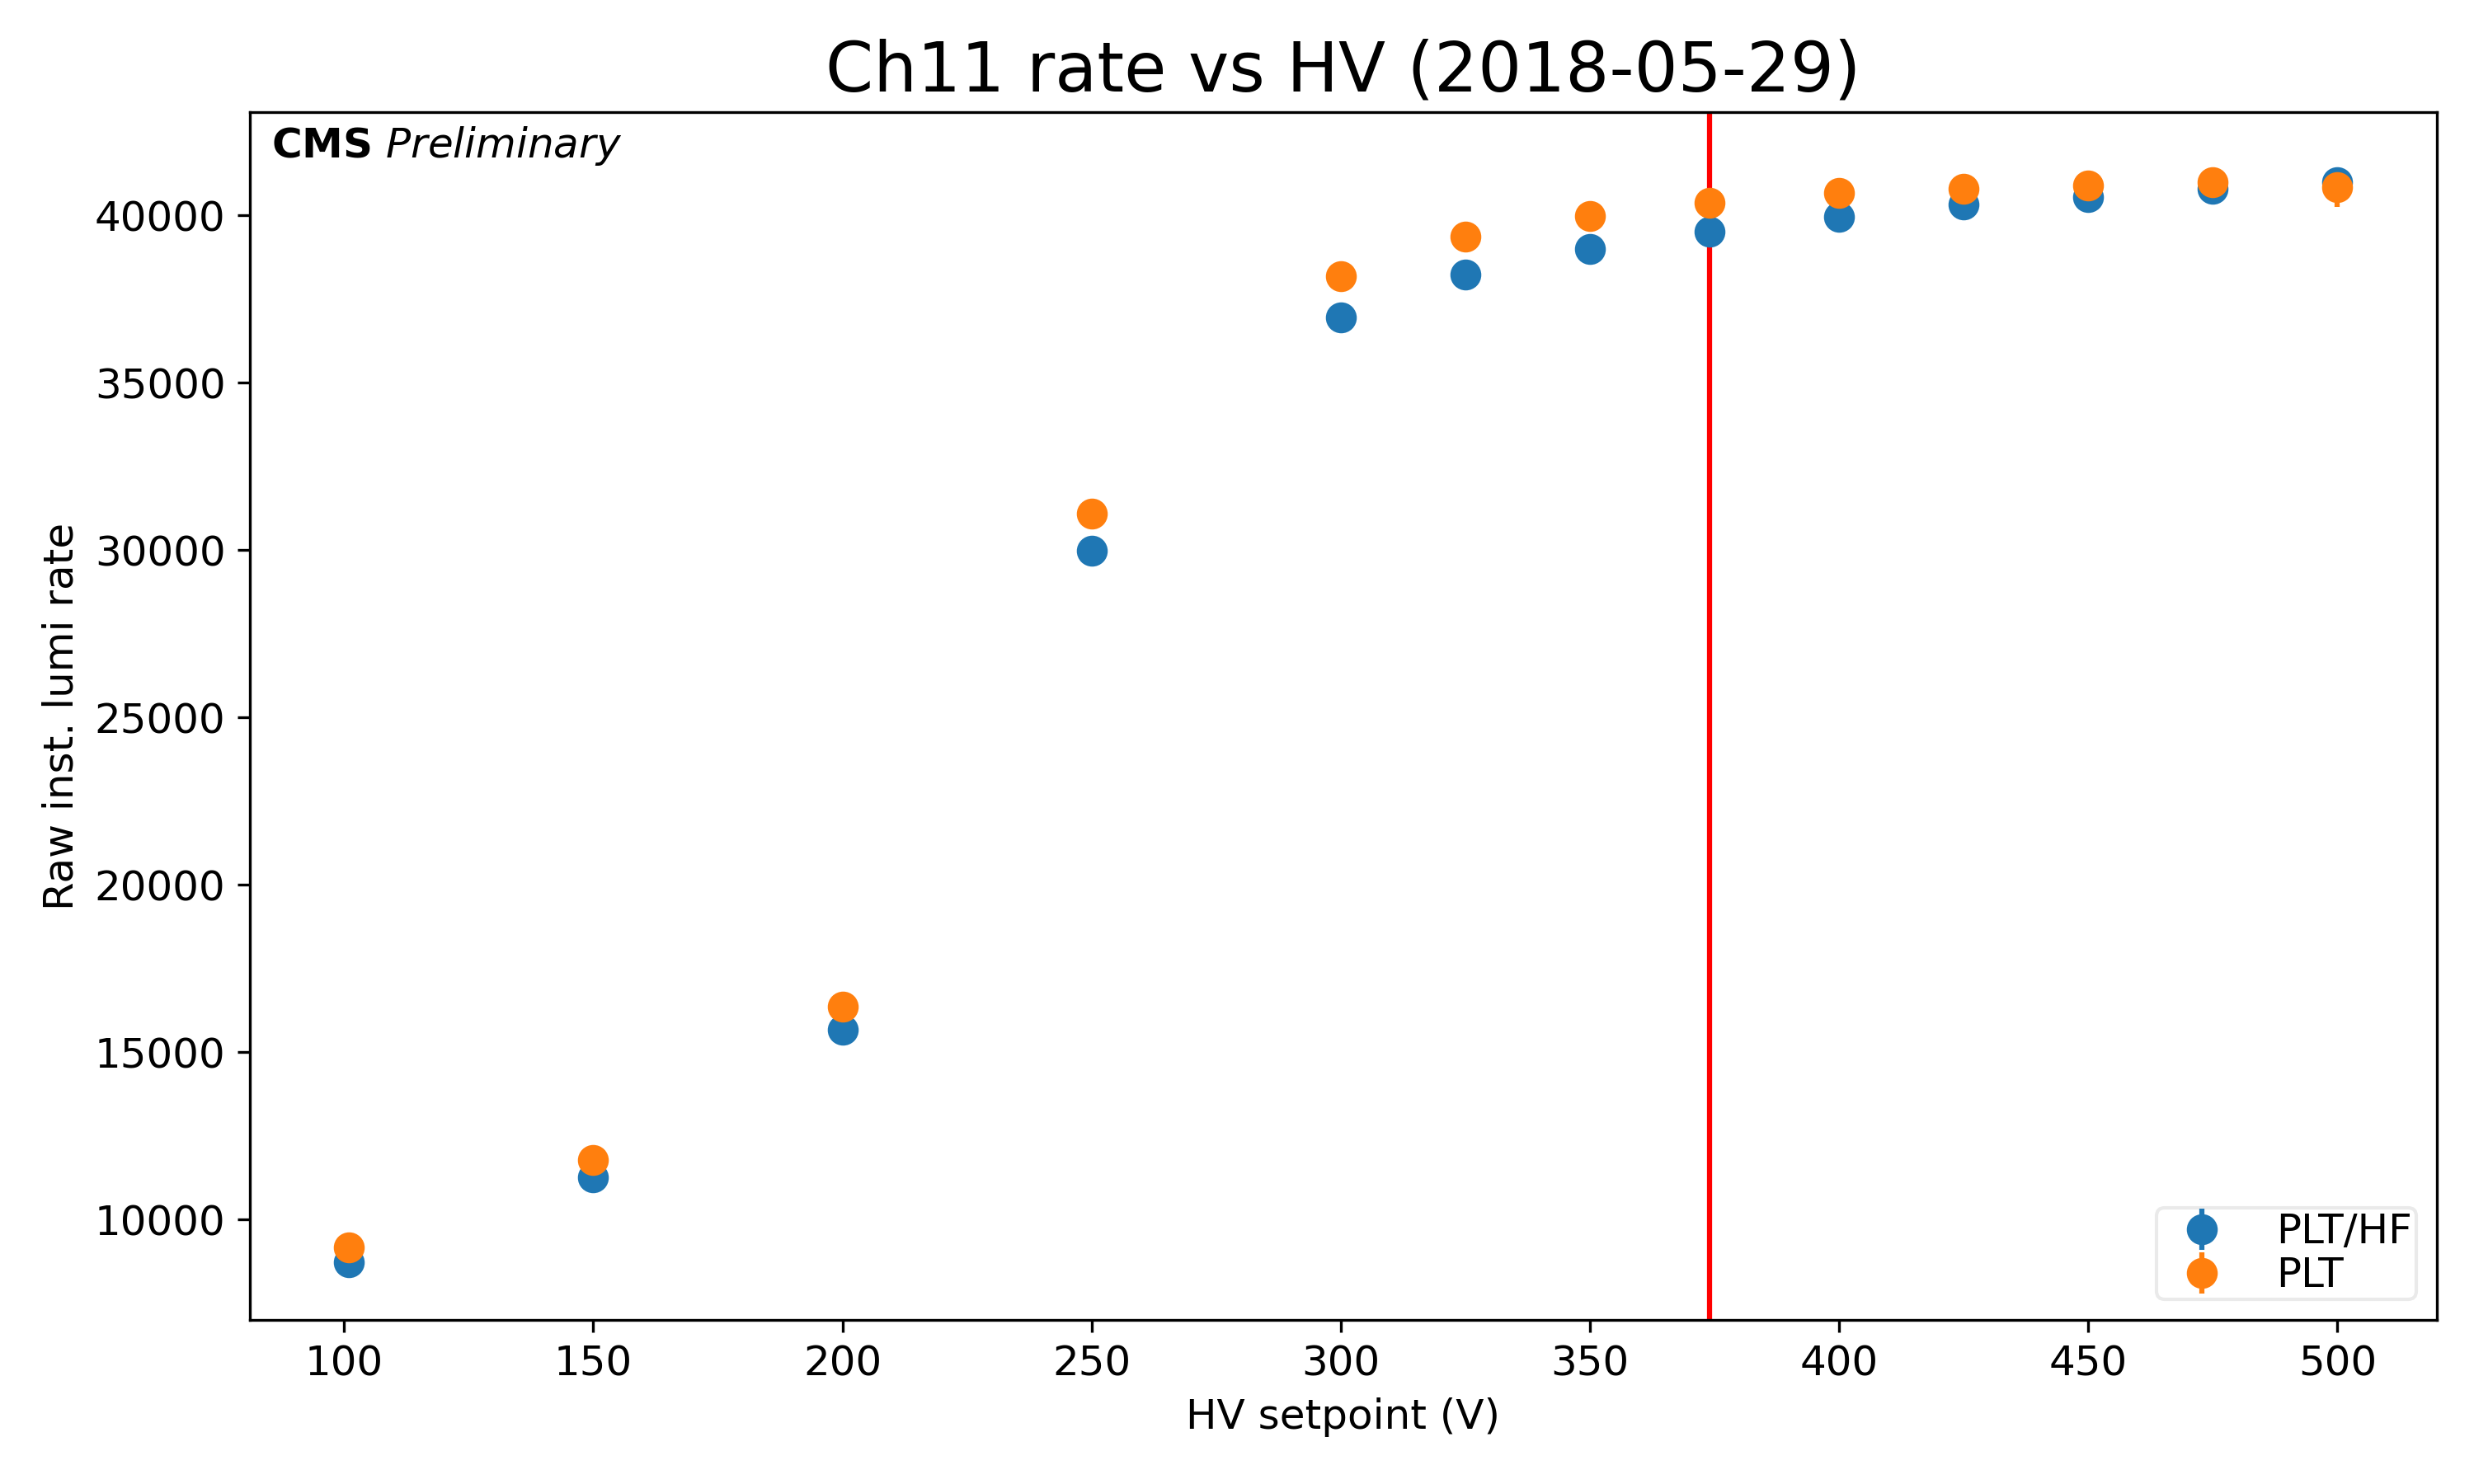 Ch11 rate vs HV (2018-05-29)
CMS Preliminary
Raw inst. lumi rate
40000
35000
30000
25000
20000
15000
10000
100 150 200 250 300 350 400 450 500
HV setpoint (V)
PLT/HF
PLT